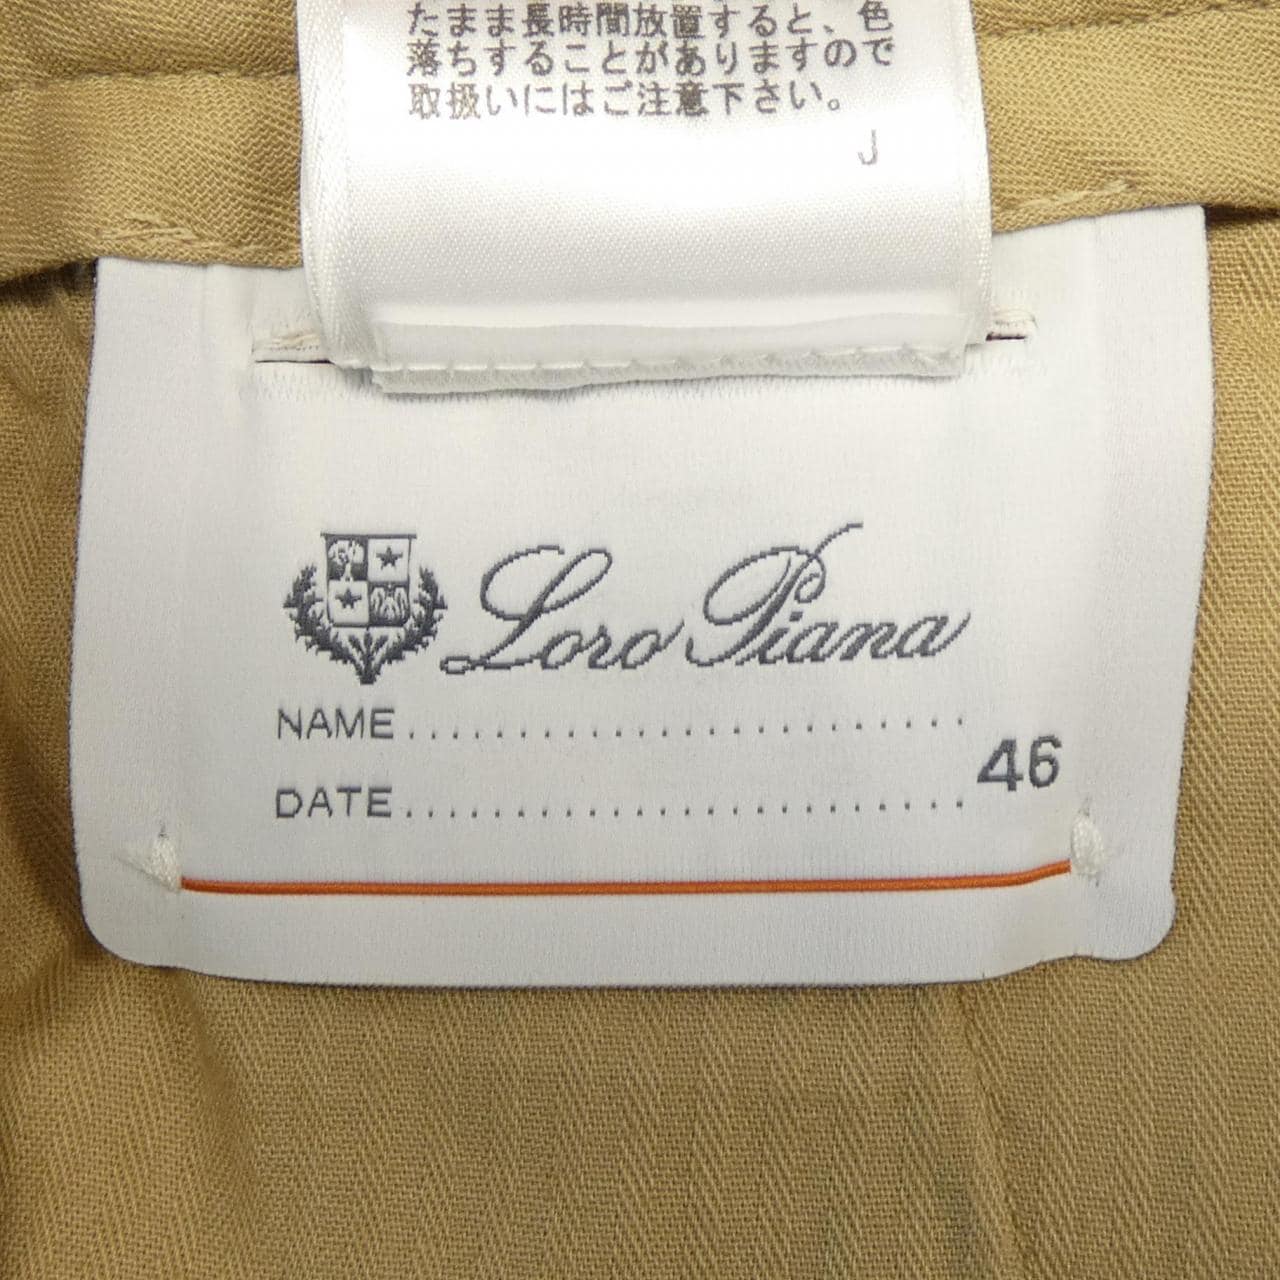 たまま長時間放置すると、色
落ちすることがありますので
取扱いにはご注意下さい。
J
Loro Piana
NAME........................
DATE........................
46